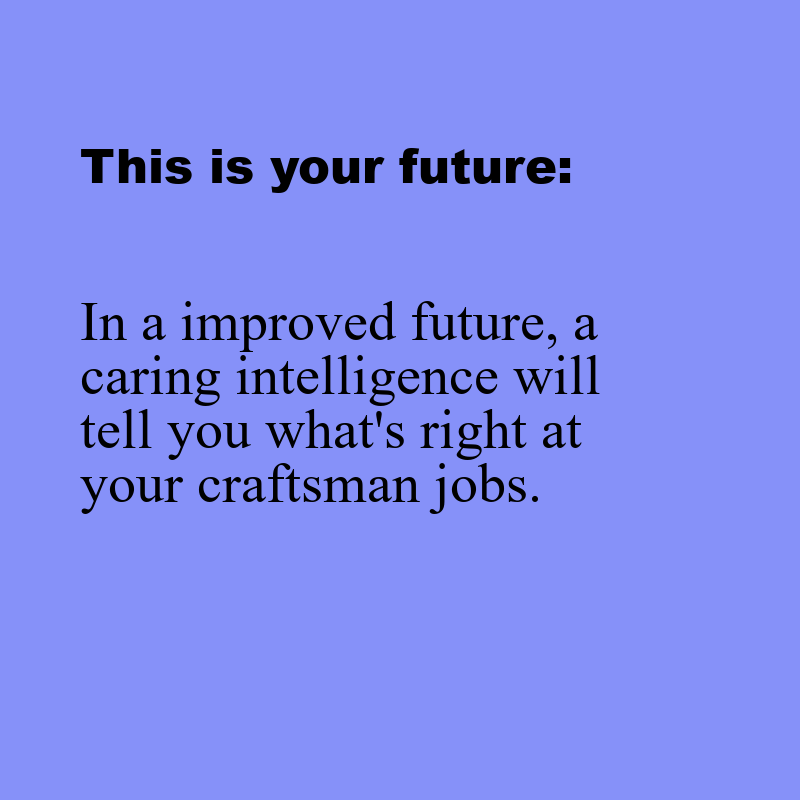 This is your future:
In a improved future, a
caring intelligence will
tell you what's right at
your craftsman jobs.